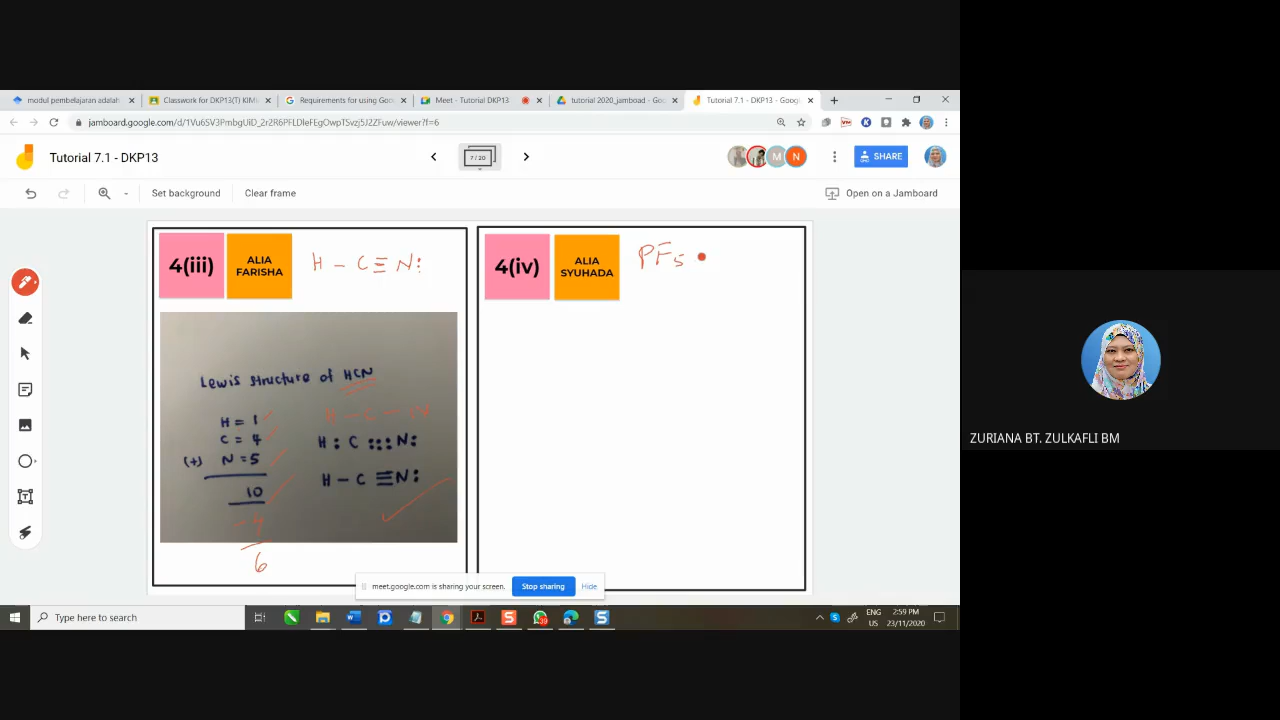 modul pembelajaran adalah
Classwork for DKP13(T) KIM
Requirements for using Goo
Meet - Tutorial DKP13
tutorial 2020_jamboad - Goo
Tutorial 7.1 - DKP13 - Googl
jamboard.google.com/d/1Vu6SV3PmbgUiD_2r2R6PFLDleFEgOwpTSvzj5J2ZFuw/viewer?f=6
Tutorial 7.1 - DKP13
7 / 20
M
N
SHARE
Set background
Clear frame
Open on a Jamboard
4(iii)
ALIA
FARISHA
H – C ≡ N:
Lewis structure of HCN
H = 1
C = 4
(+) N = 5
10
-4
6
H – C – N
H : C ::: N:
H – C ≡ N:
4(iv)
ALIA
SYUHADA
PF5
meet.google.com is sharing your screen.
Stop sharing
Hide
Type here to search
ENG
US
2:59 PM
23/11/2020
ZURIANA BT. ZULKAFLI BM